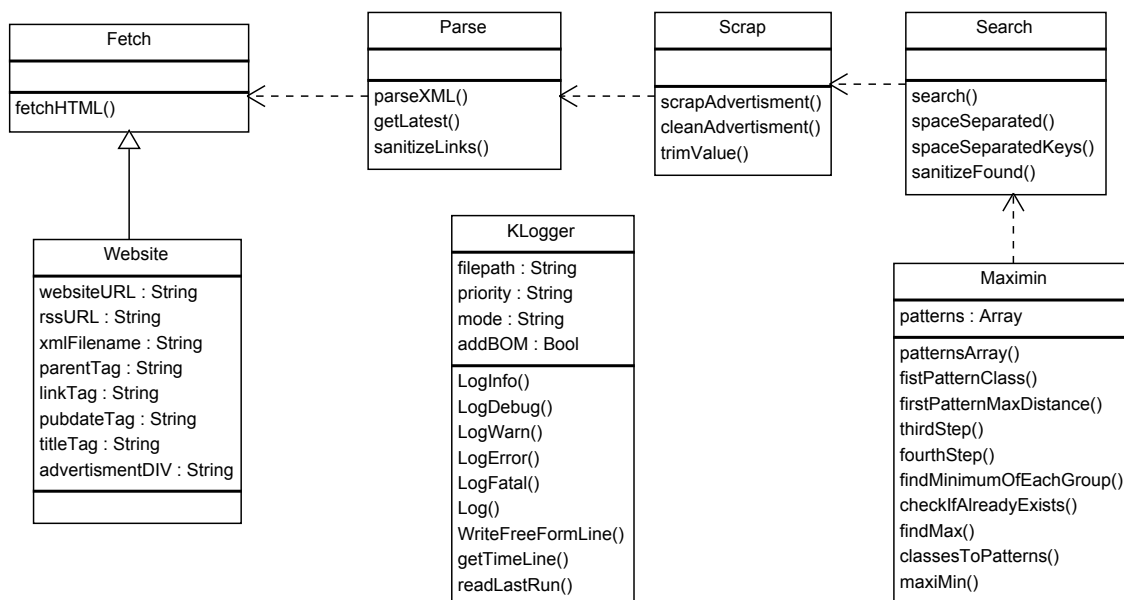 Fetch
fetchHTML()
Parse
parseXML()
getLatest()
sanitizeLinks()
Scrap
scrapAdvertisment()
cleanAdvertisment()
trimValue()
Search
search()
spaceSeparated()
spaceSeparatedKeys()
sanitizeFound()
Website
websiteURL : String
rssURL : String
xmlFilename : String
parentTag : String
linkTag : String
pubdateTag : String
titleTag : String
advertismentDIV : String
KLogger
filepath : String
priority : String
mode : String
addBOM : Bool
LogInfo()
LogDebug()
LogWarn()
LogError()
LogFatal()
Log()
WriteFreeFormLine()
getTimeLine()
readLastRun()
Maximin
patterns : Array
patternsArray()
fistPatternClass()
firstPatternMaxDistance()
thirdStep()
fourthStep()
findMinimumOfEachGroup()
checkIfAlreadyExists()
findMax()
classesToPatterns()
maxiMin()